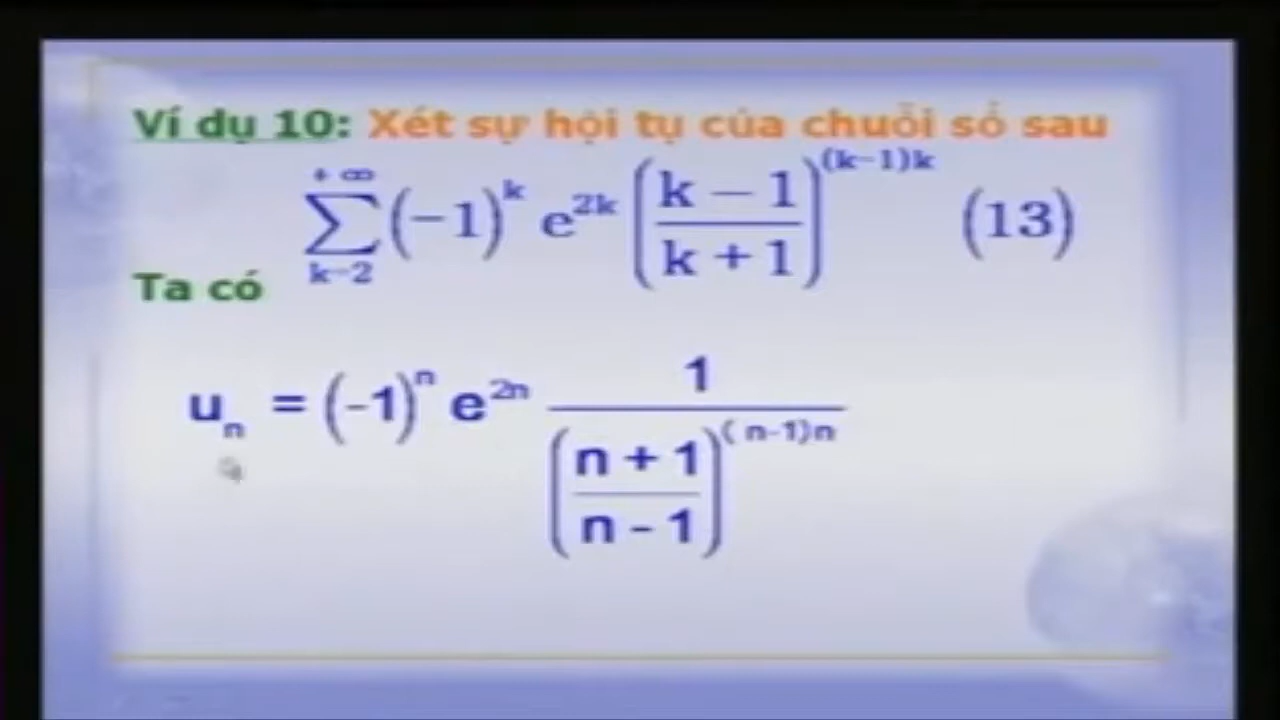 Ví dụ 10: Xét sự hội tụ của chuỗi số sau
\sum_{k-2}^{+\infty} (-1)^k e^{2k} \left(\frac{k-1}{k+1}\right)^{(k-1)k} (13)
Ta có
u_n = (-1)^n e^{2n} \frac{1}{\left(\frac{n+1}{n-1}\right)^{(n-1)n}}